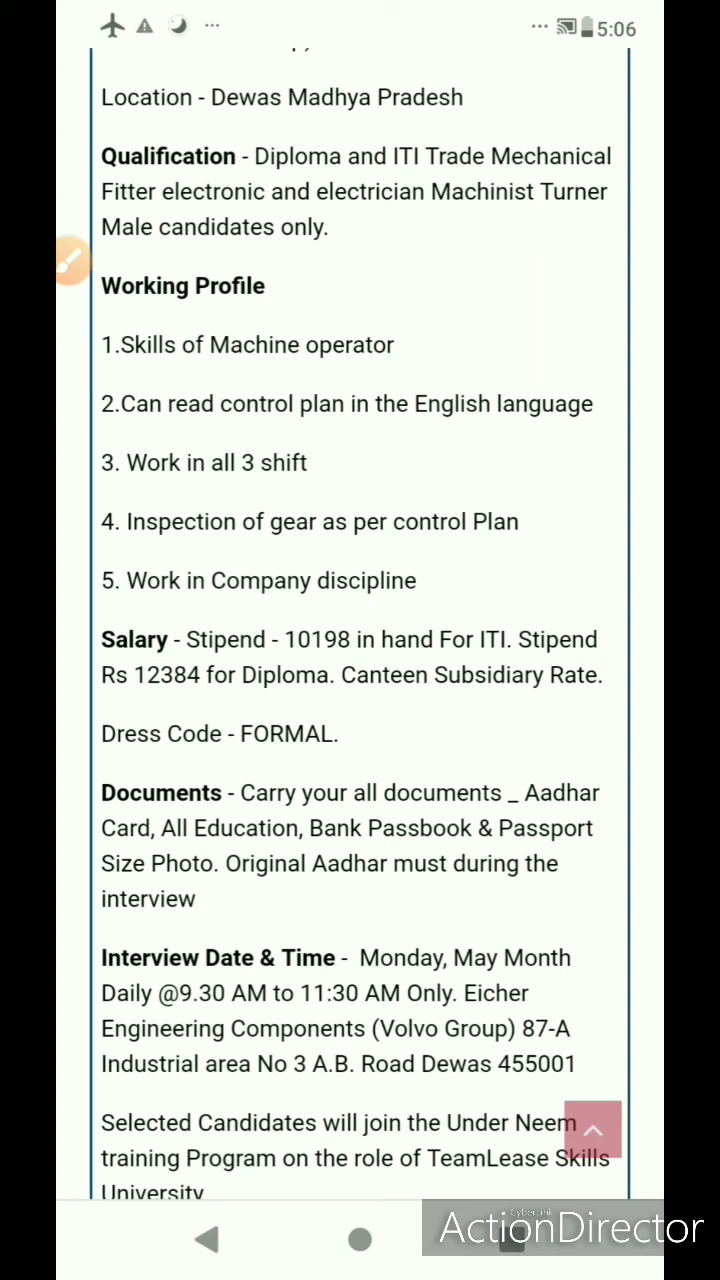 5:06
Location - Dewas Madhya Pradesh
Qualification - Diploma and ITI Trade Mechanical
Fitter electronic and electrician Machinist Turner
Male candidates only.
Working Profile
1.Skills of Machine operator
2.Can read control plan in the English language
3. Work in all 3 shift
4. Inspection of gear as per control Plan
5. Work in Company discipline
Salary - Stipend - 10198 in hand For ITI. Stipend
Rs 12384 for Diploma. Canteen Subsidiary Rate.
Dress Code - FORMAL.
Documents - Carry your all documents _ Aadhar
Card, All Education, Bank Passbook & Passport
Size Photo. Original Aadhar must during the
interview
Interview Date & Time - Monday, May Month
Daily @9.30 AM to 11:30 AM Only. Eicher
Engineering Components (Volvo Group) 87-A
Industrial area No 3 A.B. Road Dewas 455001
Selected Candidates will join the Under Neem
training Program on the role of TeamLease Skills
University
CyberLink
ActionDirector